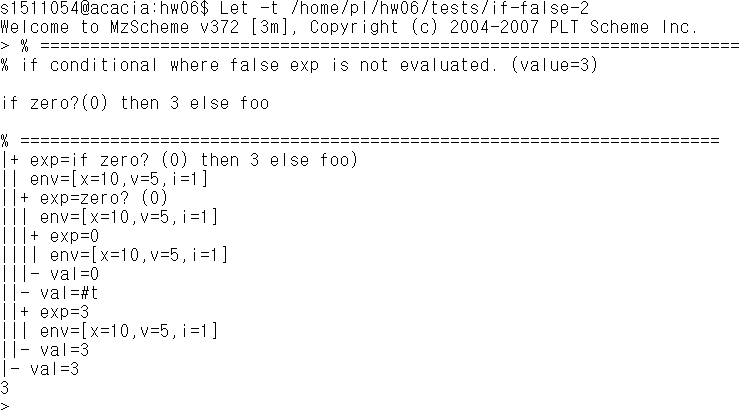 s1511054@acacia:hw06$ Let -t /home/pl/hw06/tests/if-false-2
Welcome to MzScheme v372 [3m], Copyright (c) 2004-2007 PLT Scheme Inc.
> % ======================================================================
% if conditional where false exp is not evaluated. (value=3)
if zero?(0) then 3 else foo
% ======================================================================
|+ exp=if zero? (0) then 3 else foo)
|| env=[x=10,v=5,i=1]
||+ exp=zero? (0)
||| env=[x=10,v=5,i=1]
|||+ exp=0
|||| env=[x=10,v=5,i=1]
|||- val=0
||- val=#t
||+ exp=3
||| env=[x=10,v=5,i=1]
||- val=3
|- val=3
3
>